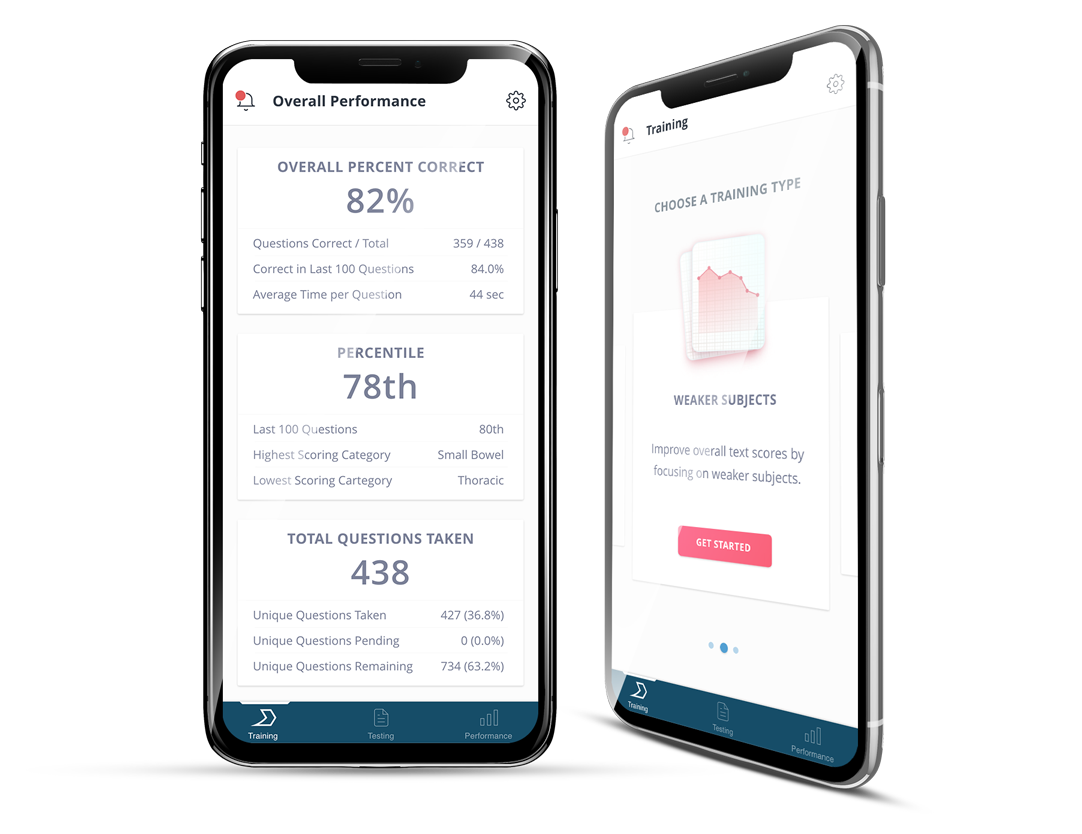 Overall Performance
OVERALL PERCENT CORRECT
82%
Questions Correct / Total 359 / 438
Correct in Last 100 Questions 84.0%
Average Time per Question 44 sec
PERCENTILE
78th
Last 100 Questions 80th
Highest Scoring Category Small Bowel
Lowest Scoring Cartegory Thoracic
TOTAL QUESTIONS TAKEN
438
Unique Questions Taken 427 (36.8%)
Unique Questions Pending 0 (0.0%)
Unique Questions Remaining 734 (63.2%)
Training Testing Performance
Training
CHOOSE A TRAINING TYPE
WEAKER SUBJECTS
Improve overall text scores by
focusing on weaker subjects.
GET STARTED
Training Testing Performance